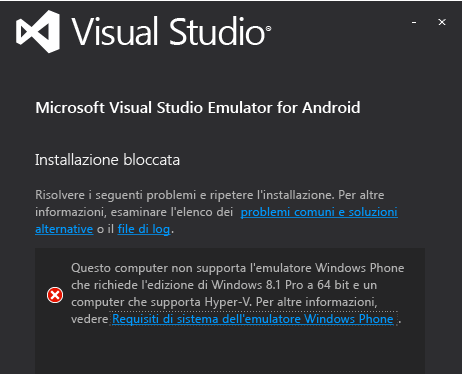 Visual Studio®
Microsoft Visual Studio Emulator for Android
Installazione bloccata
Risolvere i seguenti problemi e ripetere l'installazione. Per altre
informazioni, esaminare l'elenco dei problemi comuni e soluzioni
alternative o il file di log.
Questo computer non supporta l'emulatore Windows Phone
che richiede l'edizione di Windows 8.1 Pro a 64 bit e un
computer che supporta Hyper-V. Per altre informazioni,
vedere Requisiti di sistema dell'emulatore Windows Phone .